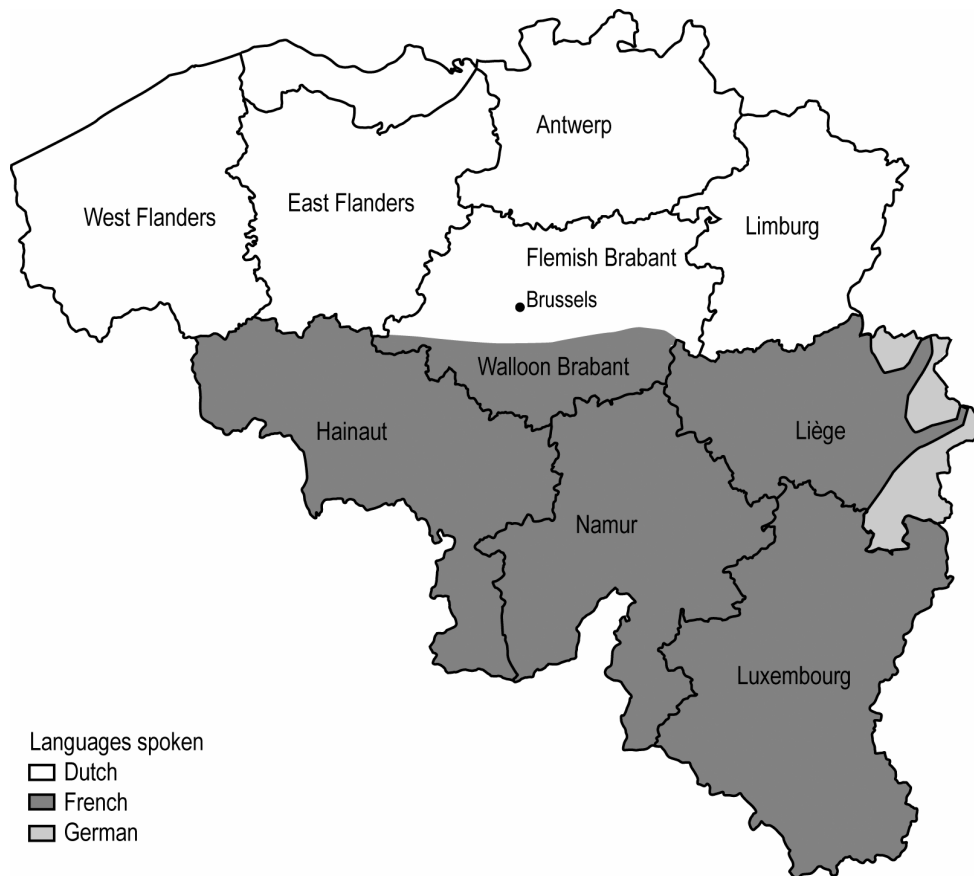 Antwerp
West Flanders
East Flanders
Limburg
Flemish Brabant
Brussels
Walloon Brabant
Hainaut
Liège
Namur
Luxembourg
Languages spoken
Dutch
French
German